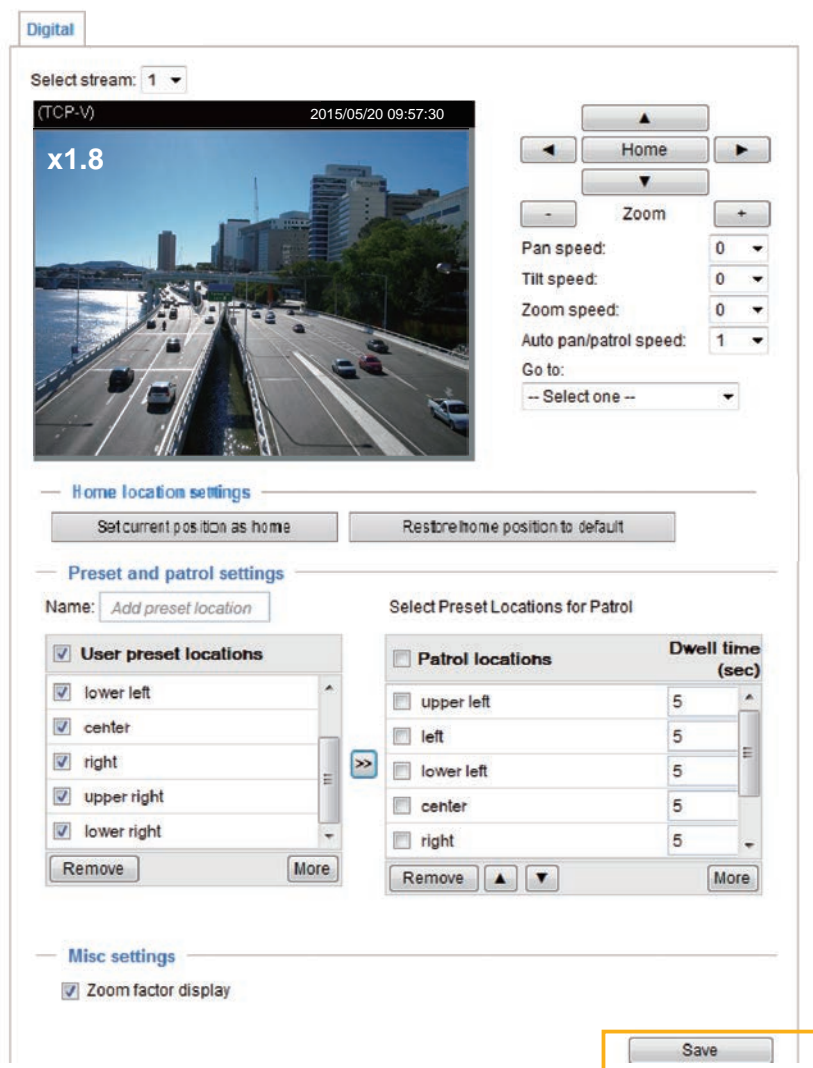 Digital
Select stream: 1
(TCP-V) 2015/05/20 09:57:30
x1.8
Home
- Zoom +
Pan speed: 0
Tilt speed: 0
Zoom speed: 0
Auto pan/patrol speed: 1
Go to:
-- Select one --
Home location settings
Set current position as home Restore home position to default
Preset and patrol settings
Name: Add preset location
User preset locations
lower left
center
right
upper right
lower right
Remove More
>>
Select Preset Locations for Patrol
Patrol locations Dwell time (sec)
upper left 5
left 5
lower left 5
center 5
right 5
Remove More
Misc settings
Zoom factor display
Save